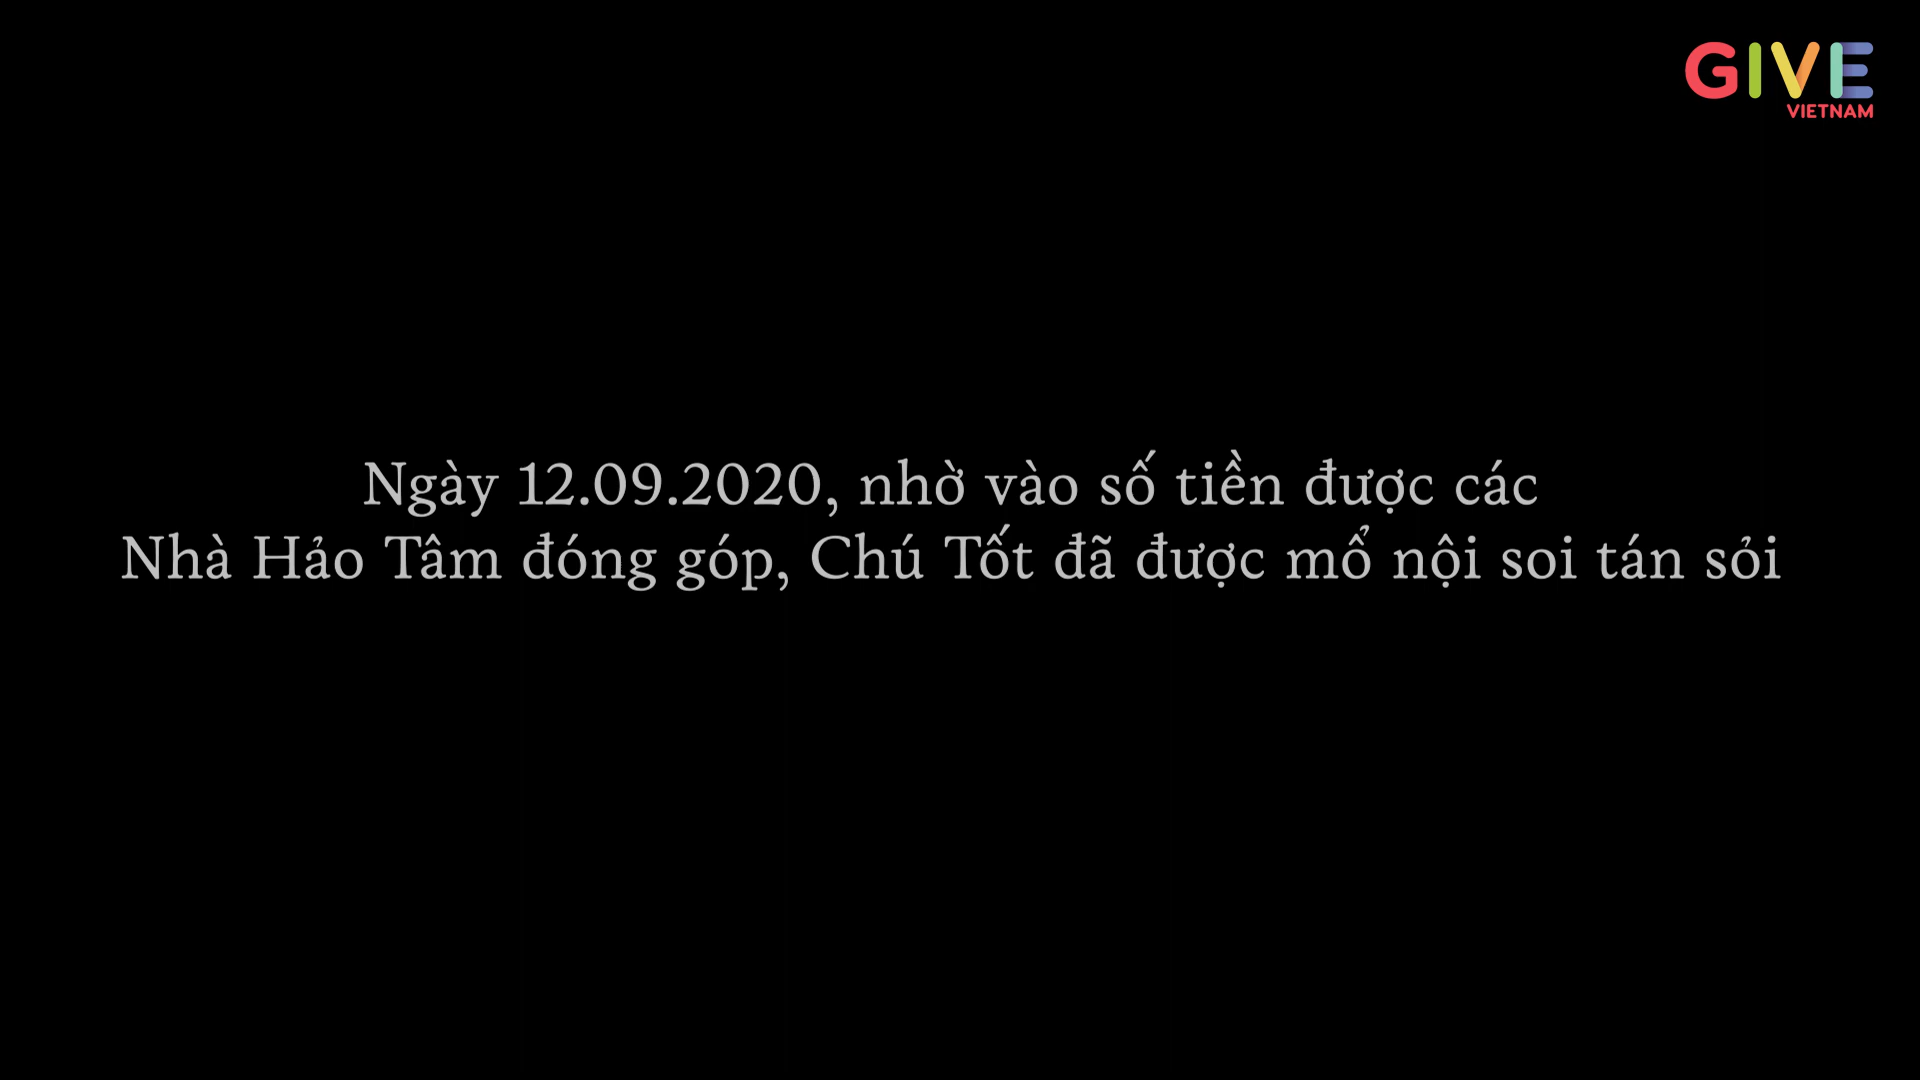 GIVE
VIETNAM
Ngày 12.09.2020, nhờ vào số tiền được các
Nhà Hảo Tâm đóng góp, Chú Tốt đã được mổ nội soi tán sỏi